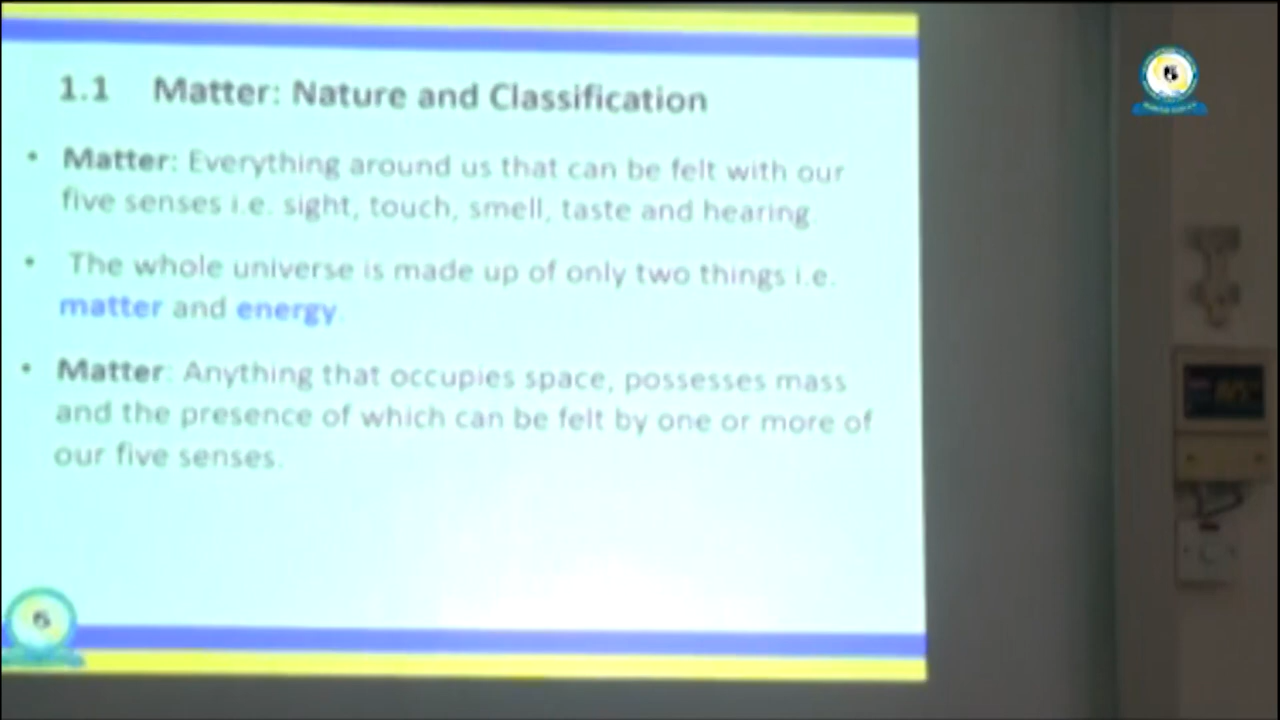 1.1 Matter: Nature and Classification
• Matter: Everything around us that can be felt with our
five senses i.e. sight, touch, smell, taste and hearing.
• The whole universe is made up of only two things i.e.
matter and energy.
• Matter: Anything that occupies space, possesses mass
and the presence of which can be felt by one or more of
our five senses.